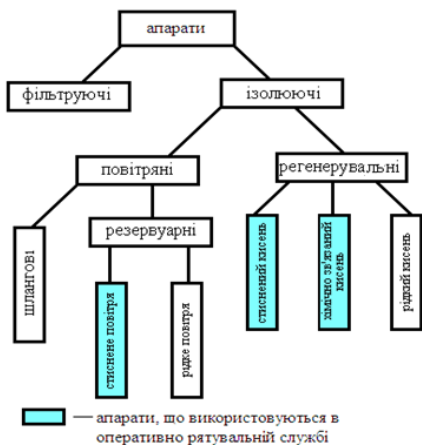 апарати
фільтруючі
ізолюючі
повітряні
регенерувальні
шлангові
резервуарні
стиснений кисень
хімічно зв'язаний
кисень
рідкий кисень
стиснене повітря
рідке повітря
— апарати, що використовуються в
оперативно рятувальній службі